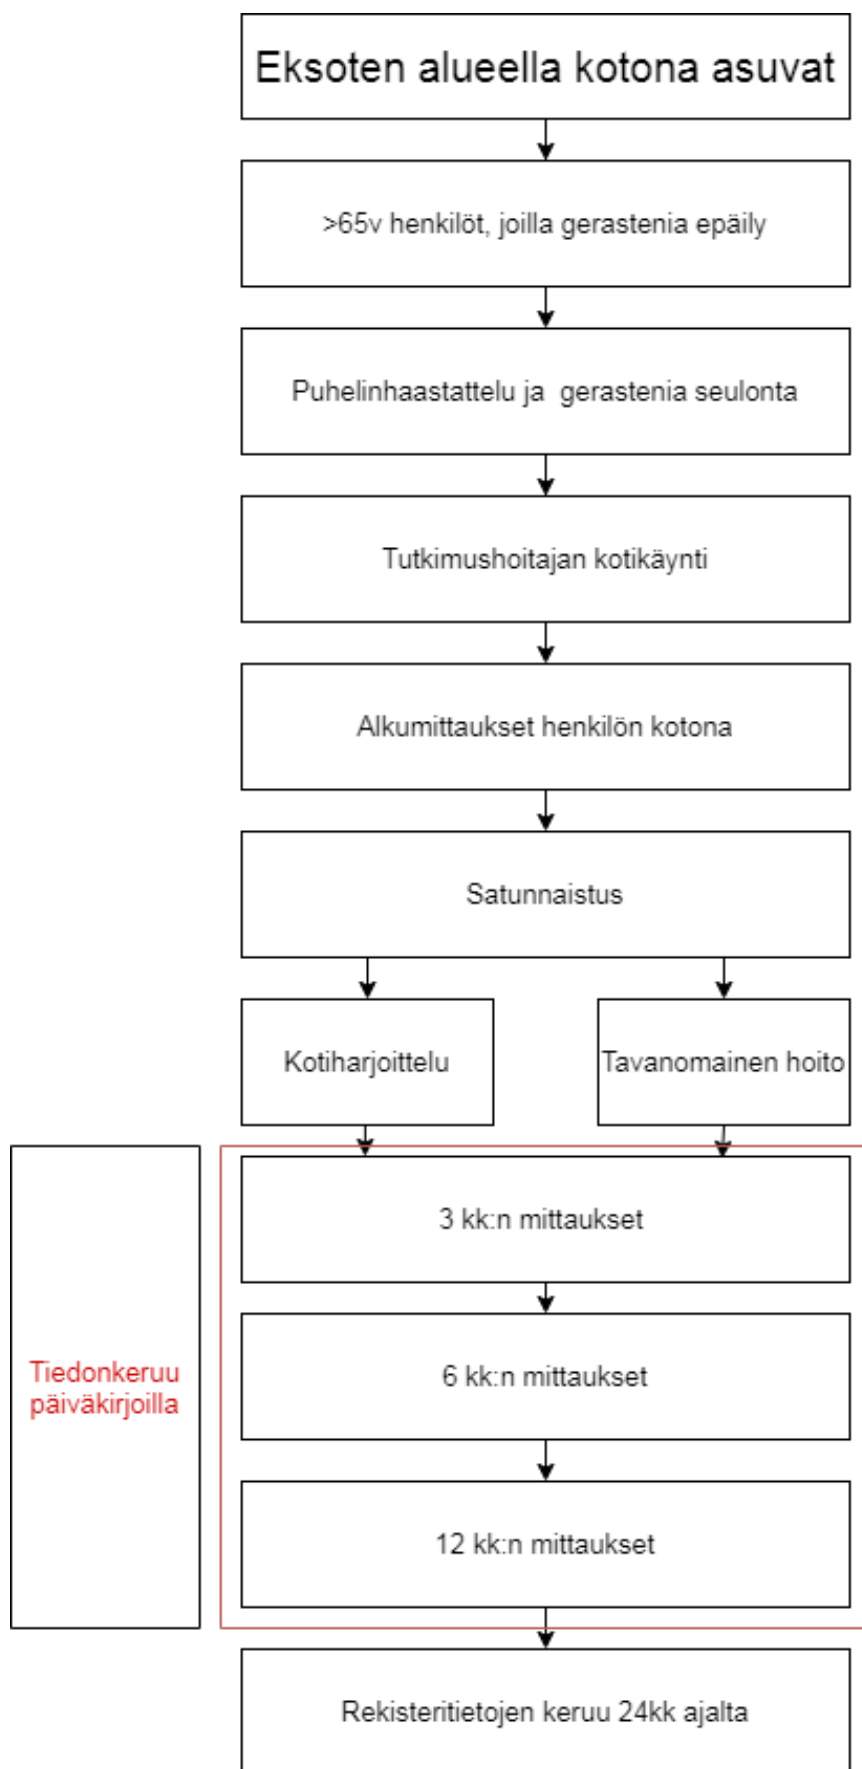 Eksoten alueella kotona asuvat
>65v henkilöt, joilla gerastenia epäily
Puhelinhaastattelu ja  gerastenia seulonta
Tutkimushoitajan kotikäynti
Alkumittaukset henkilön kotona
Satunnaistus
Kotiharjoittelu
Tavanomainen hoito
3 kk:n mittaukset
Tiedonkeruu
päiväkirjoilla
6 kk:n mittaukset
12 kk:n mittaukset
Rekisteritietojen keruu 24kk ajalta